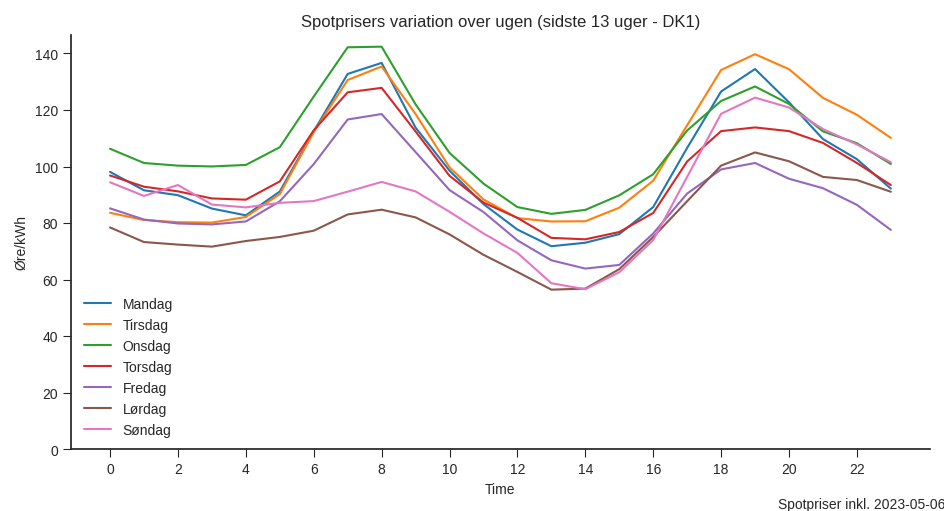 Spotprisers variation over ugen (sidste 13 uger - DK1)
140
120
100
80
60
40
20
0
Øre/kWh
Mandag
Tirsdag
Onsdag
Torsdag
Fredag
Lørdag
Søndag
0 2 4 6 8 10 12 14 16 18 20 22
Time
Spotpriser inkl. 2023-05-06